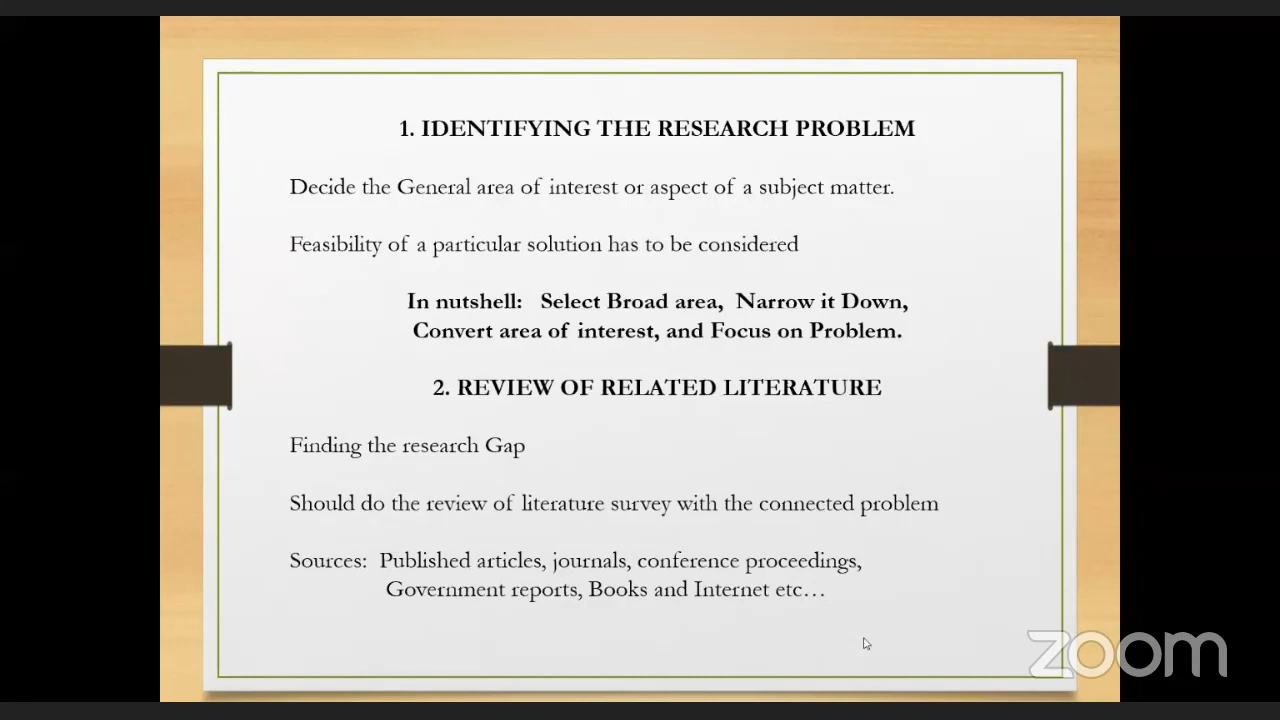 1. IDENTIFYING THE RESEARCH PROBLEM
Decide the General area of interest or aspect of a subject matter.
Feasibility of a particular solution has to be considered
In nutshell: Select Broad area, Narrow it Down,
Convert area of interest, and Focus on Problem.
2. REVIEW OF RELATED LITERATURE
Finding the research Gap
Should do the review of literature survey with the connected problem
Sources: Published articles, journals, conference proceedings,
Government reports, Books and Internet etc…
zoom